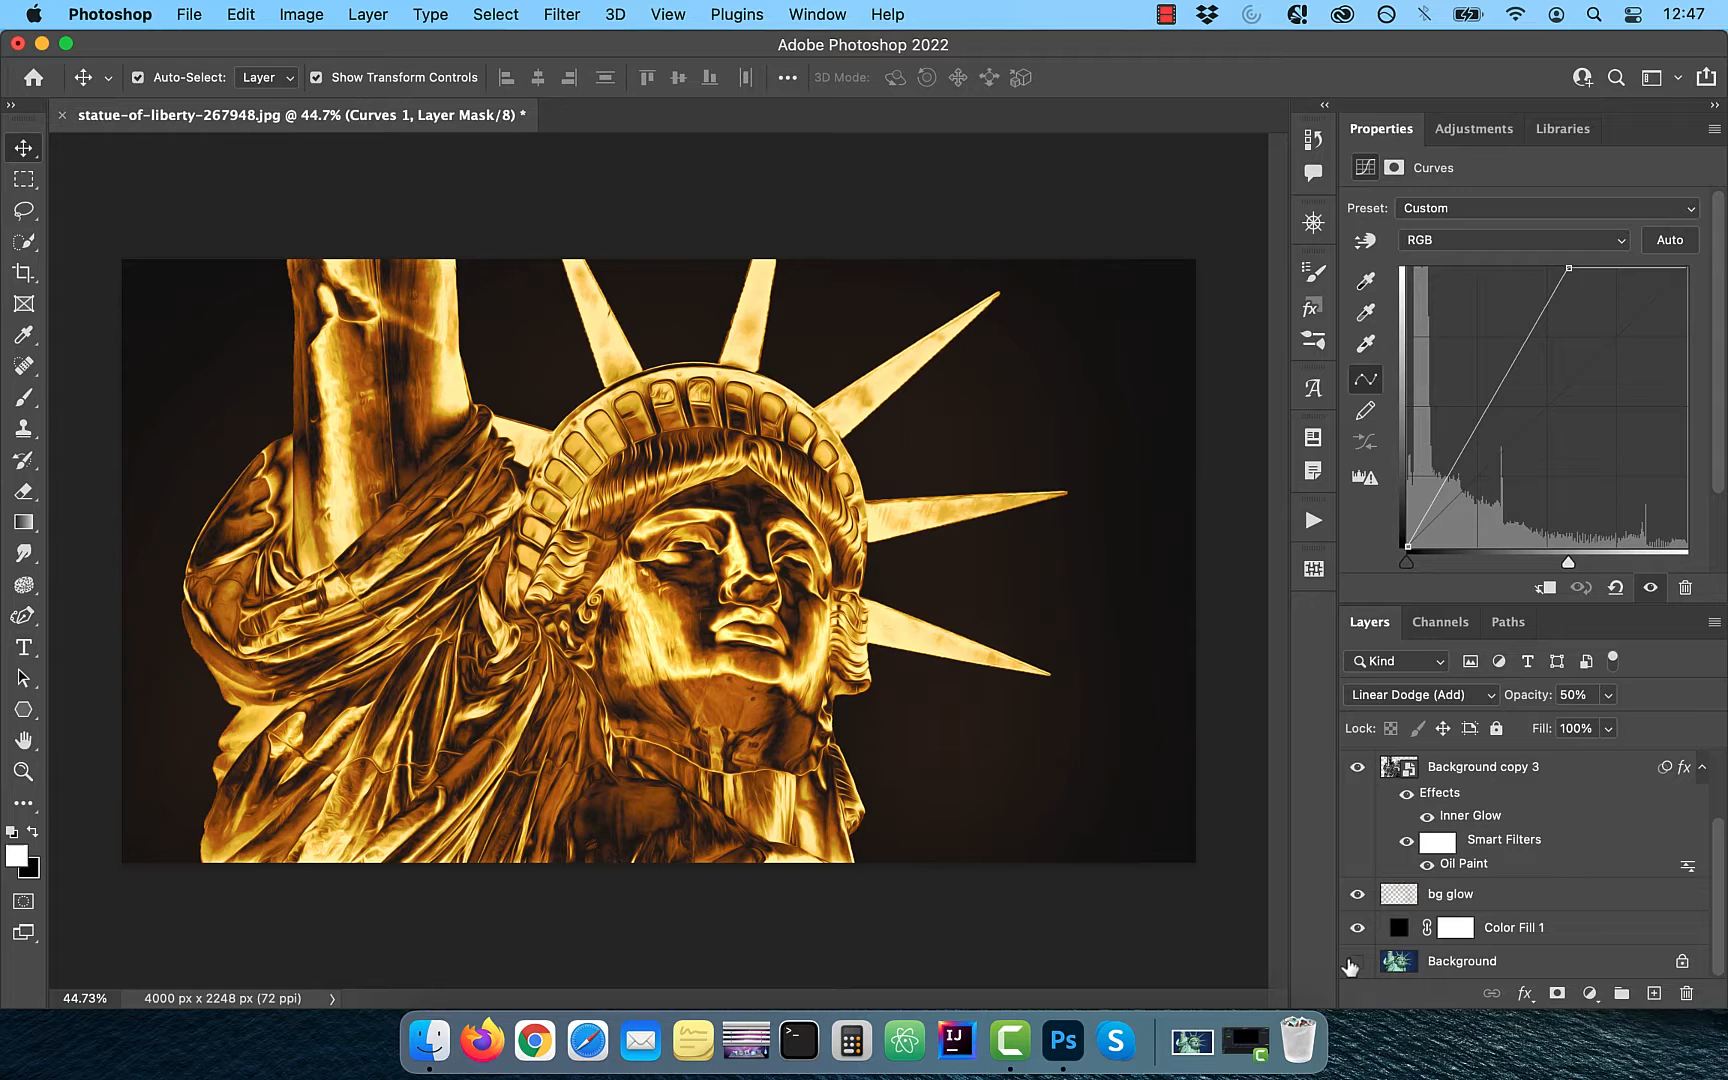 Photoshop File Edit Image Layer Type Select Filter 3D View Plugins Window Help 12:47
Adobe Photoshop 2022
Auto-Select: Layer Show Transform Controls 3D Mode:
statue-of-liberty-267948.jpg @ 44.7% (Curves 1, Layer Mask/8) *
Properties Adjustments Libraries
Curves
Preset: Custom
RGB Auto
Layers Channels Paths
Kind
Linear Dodge (Add) Opacity: 50%
Lock: Fill: 100%
Background copy 3 fx
Effects
Inner Glow
Smart Filters
Oil Paint
bg glow
Color Fill 1
Background
44.73% 4000 px x 2248 px (72 ppi)
fx
IJ
Ps